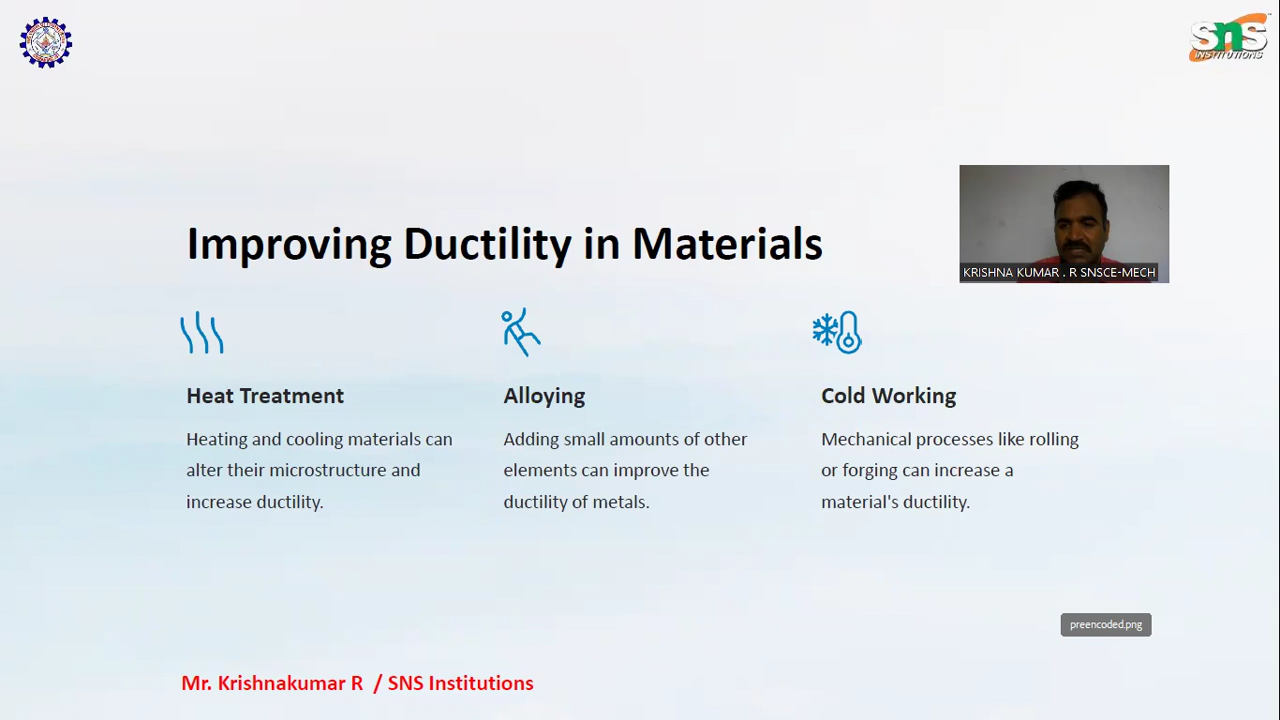 SNS
INSTITUTIONS
Improving Ductility in Materials
KRISHNA KUMAR . R SNSCE-MECH
Heat Treatment
Heating and cooling materials can
alter their microstructure and
increase ductility.
Alloying
Adding small amounts of other
elements can improve the
ductility of metals.
Cold Working
Mechanical processes like rolling
or forging can increase a
material's ductility.
preencoded.png
Mr. Krishnakumar R / SNS Institutions